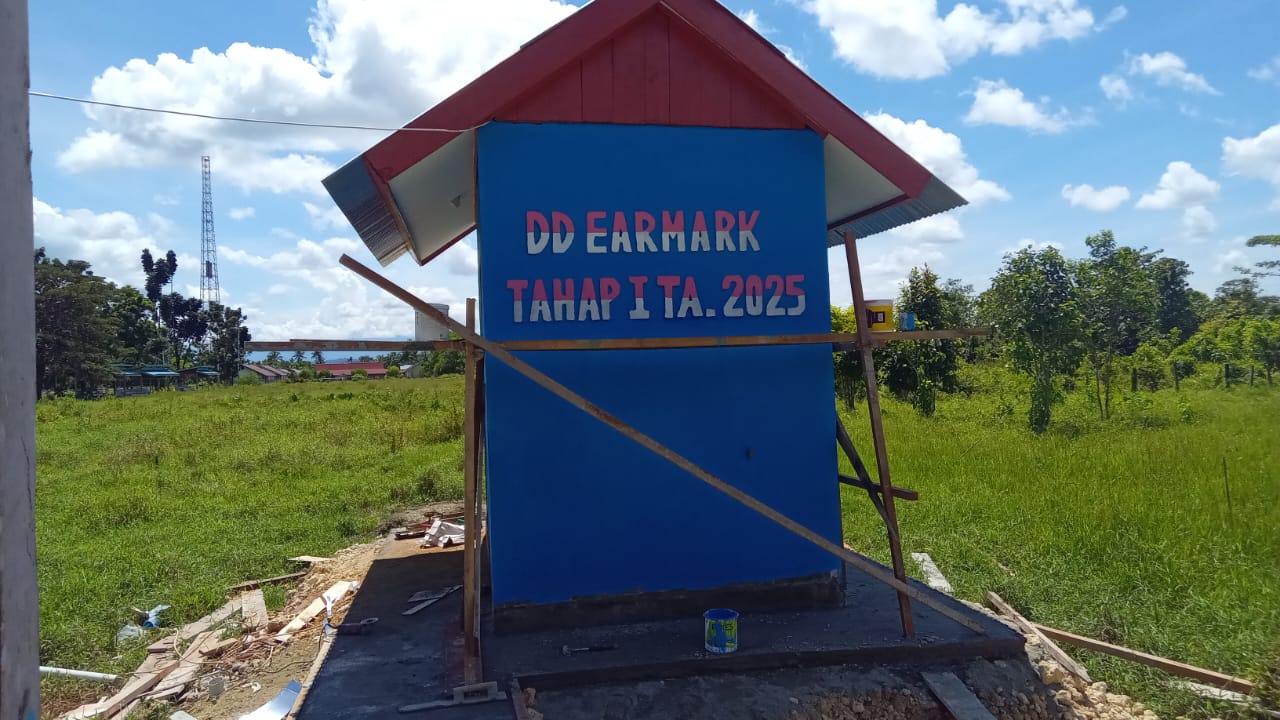 DD EARMARK
TAHAP I TA. 2025